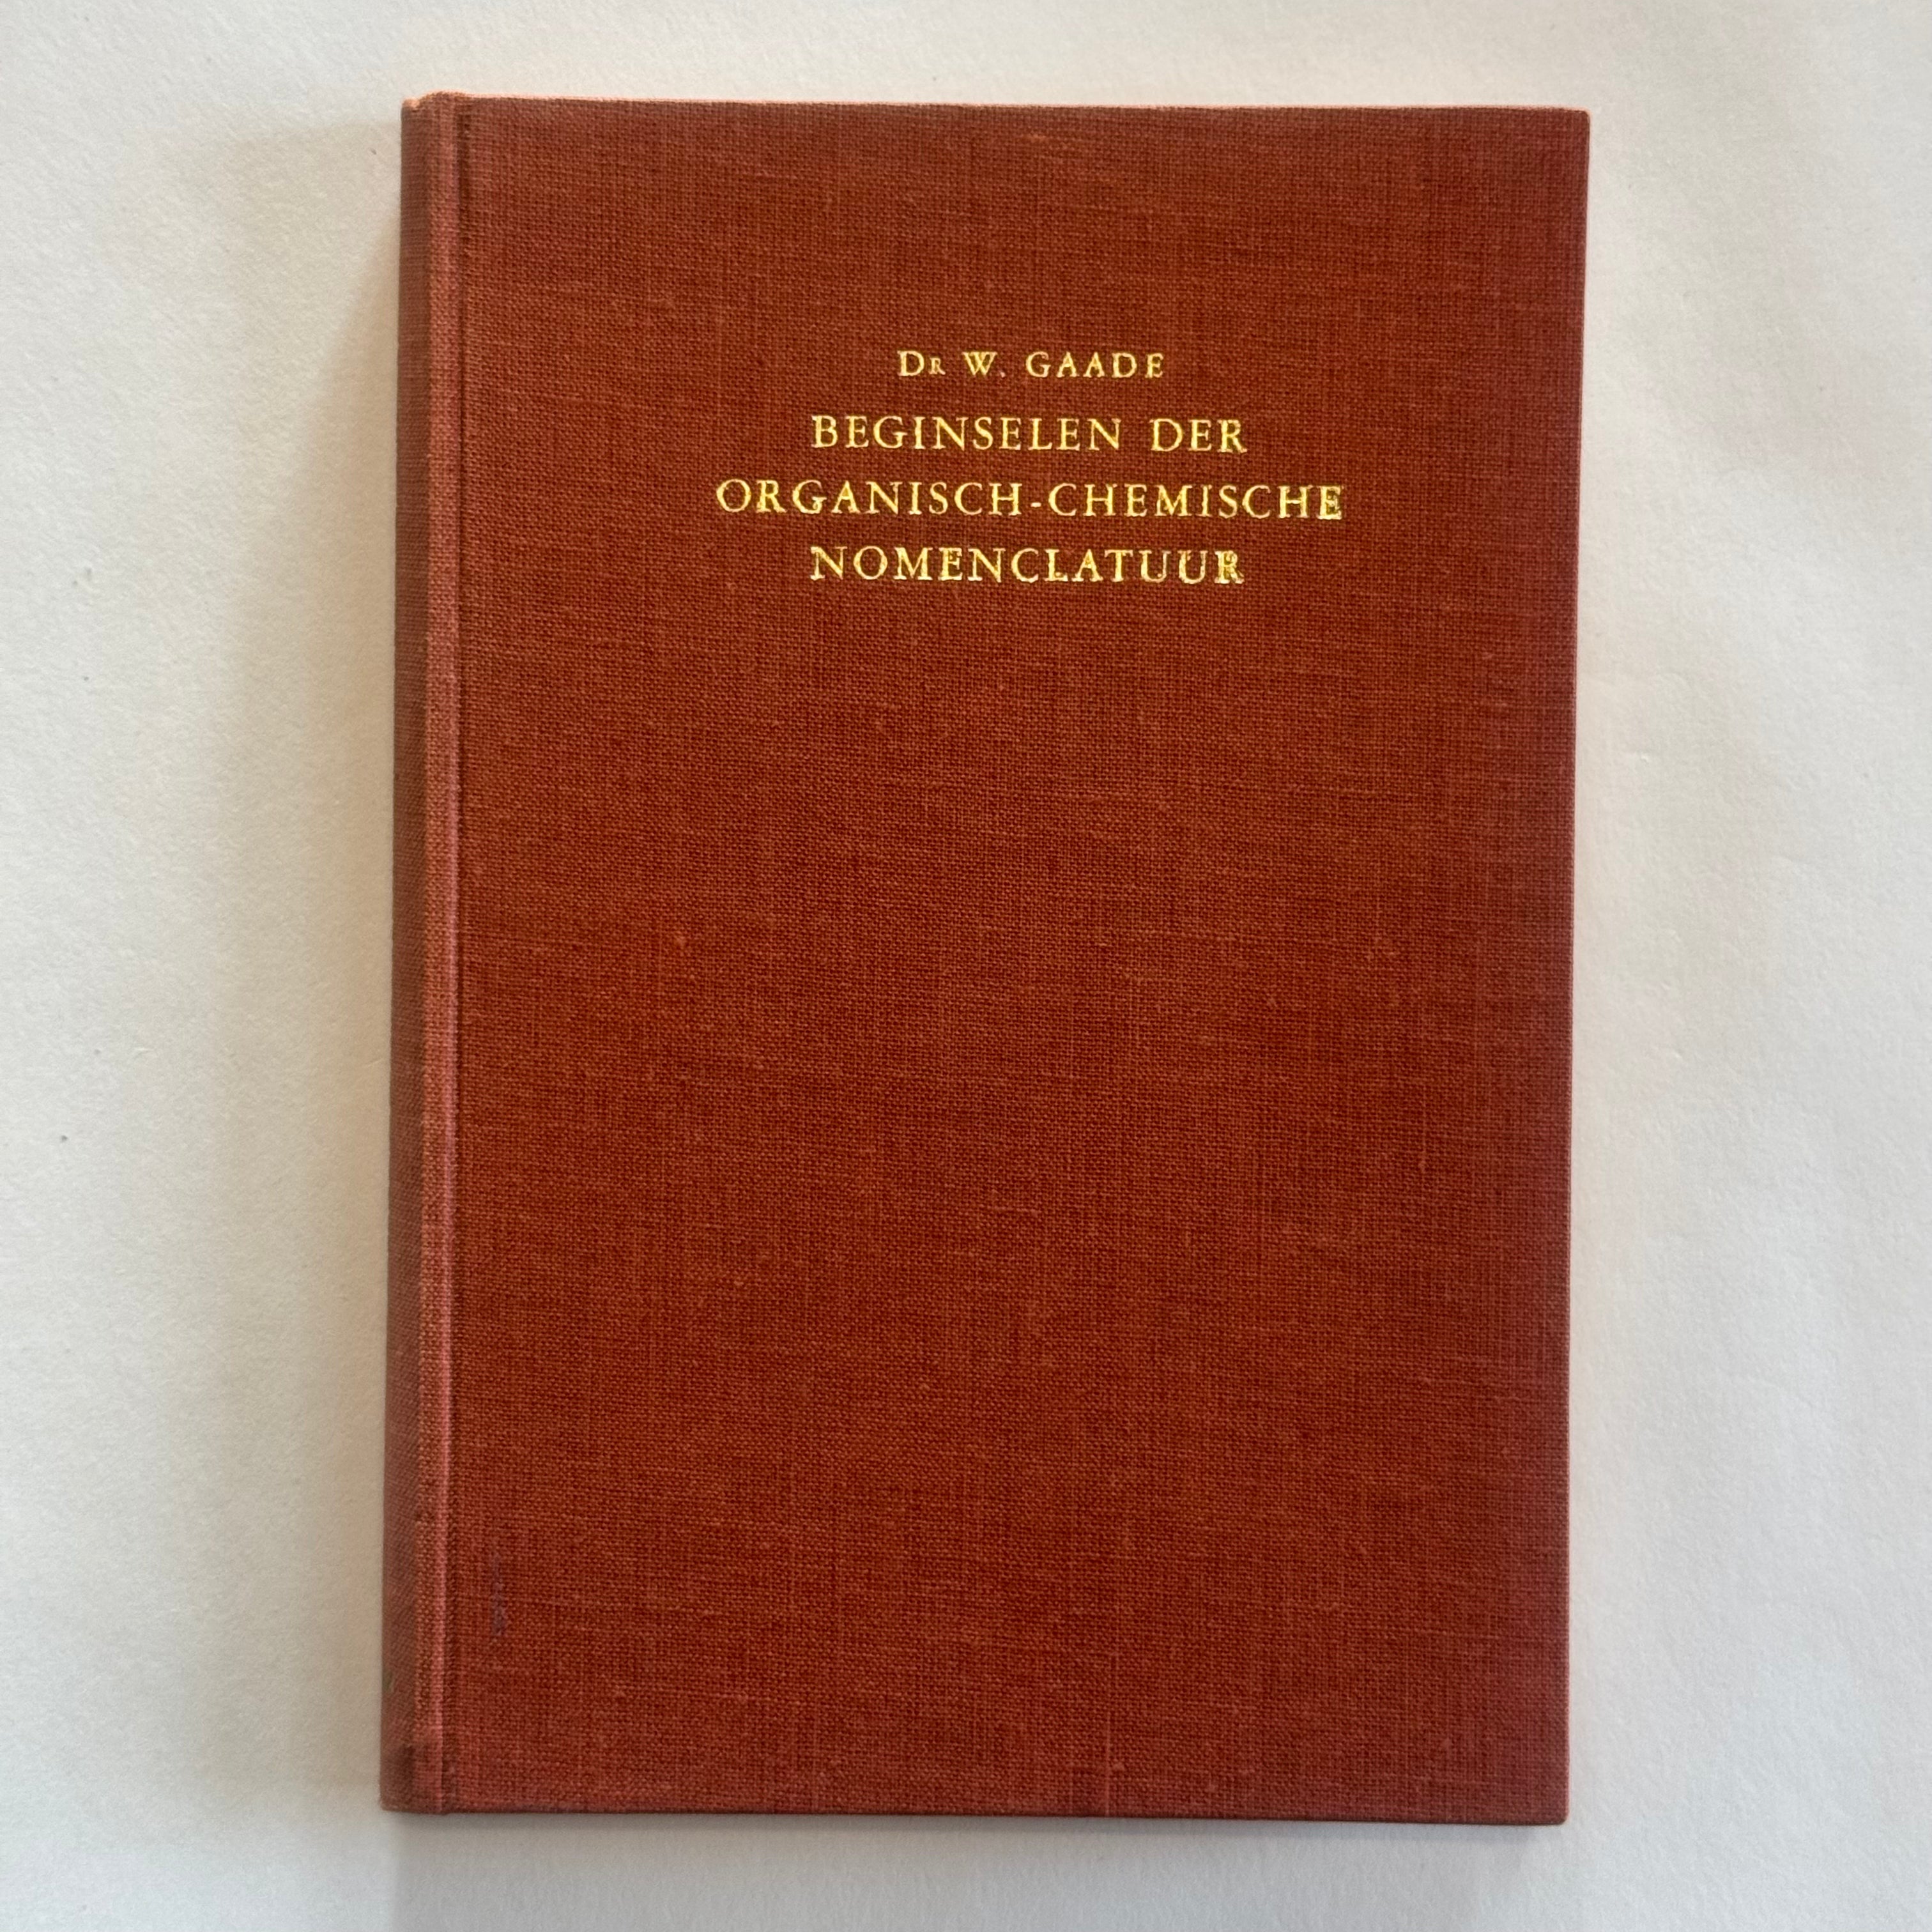 Dr W. GAADE
BEGINSELEN DER
ORGANISCH-CHEMISCHE
NOMENCLATUUR